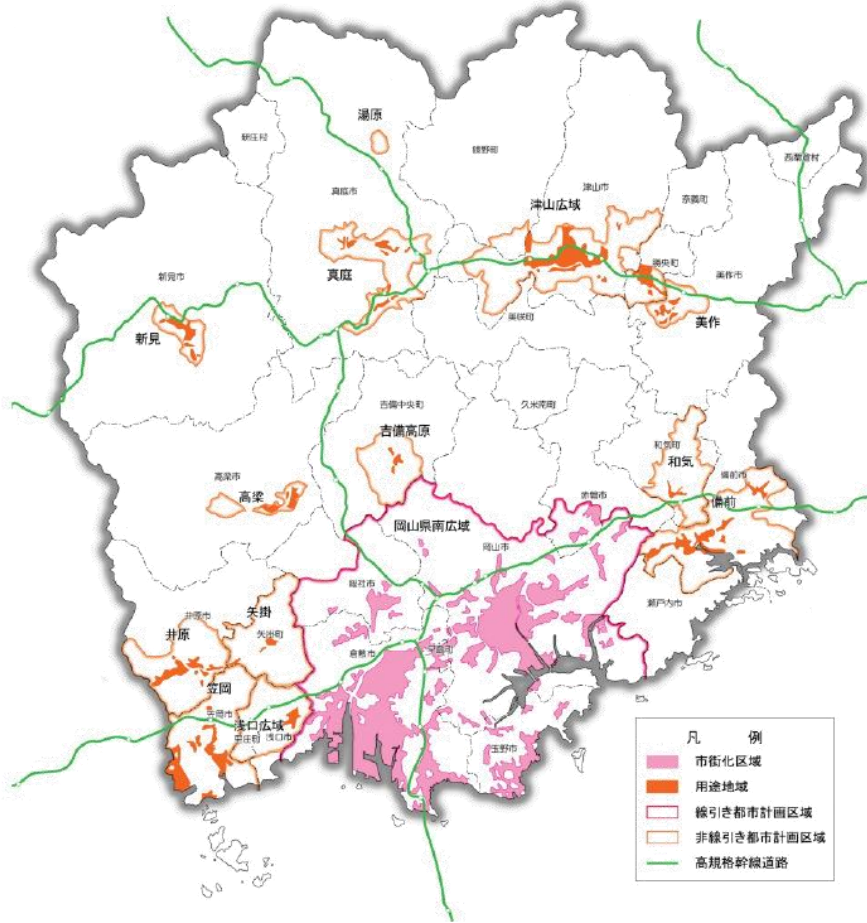 湯原
新庄村
鏡野町
西粟倉村
真庭市
津山市
奈義町
津山広域
勝央町
新見市
真庭
美作市
新見
美咲町
美作
吉備中央町
久米南町
吉備高原
和気町
和気
高梁市
高梁
備前市
赤磐市
備前
岡山県南広域
岡山市
総社市
瀬戸内市
井原市
矢掛
井原
矢掛町
倉敷市
早島町
笠岡
笠岡市
浅口広域
里庄町
浅口市
玉野市
凡 例
市街化区域
用途地域
線引き都市計画区域
非線引き都市計画区域
高規格幹線道路